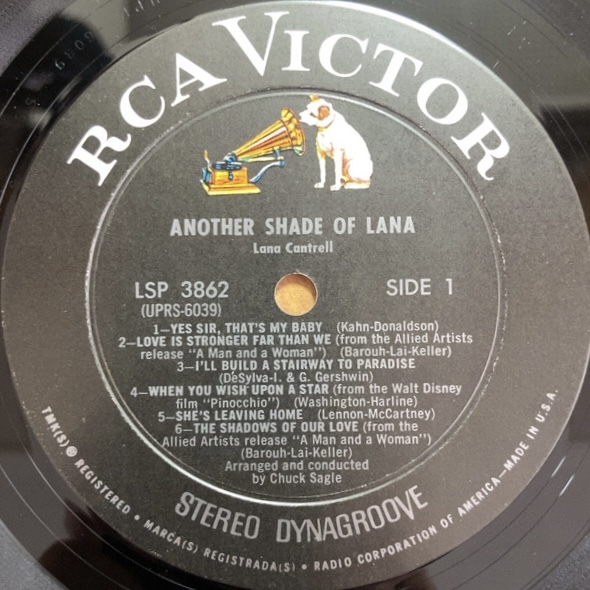 RCA VICTOR
ANOTHER SHADE OF LANA
Lana Cantrell
LSP 3862 SIDE 1
(UPRS-6039)
1—YES SIR, THAT'S MY BABY (Kahn-Donaldson)
2—LOVE IS STRONGER FAR THAN WE (from the Allied Artists
release "A Man and a Woman") (Barouh-Lai-Keller)
3—I'LL BUILD A STAIRWAY TO PARADISE
(DeSylva-I. & G. Gershwin)
4—WHEN YOU WISH UPON A STAR (from the Walt Disney
film "Pinocchio") (Washington-Harline)
5—SHE'S LEAVING HOME (Lennon-McCartney)
6—THE SHADOWS OF OUR LOVE (from the
Allied Artists release "A Man and a Woman")
(Barouh-Lai-Keller)
Arranged and conducted
by Chuck Sagle
STEREO DYNAGROOVE
TMK(S) ® REGISTERED • MARCA(S) REGISTRADA(S) • RADIO CORPORATION OF AMERICA—MADE IN U.S.A.